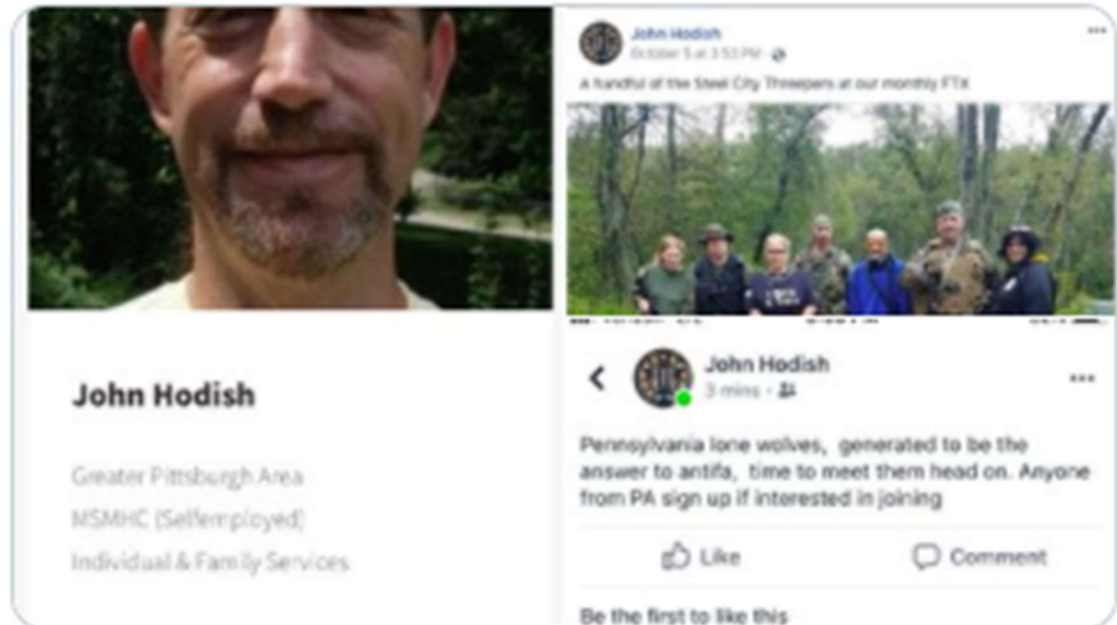 John Hodish
Greater Pittsburgh Area
MSMHC (Selfemployed)
Individual & Family Services
John Hodish
October 5 at 3:53 PM
A handful of the Steel City Threepers at our monthly FTX
John Hodish
3 mins
Pennsylvania lone wolves, generated to be the
answer to antifa, time to meet them head on. Anyone
from PA sign up if interested in joining
Like
Comment
Be the first to like this